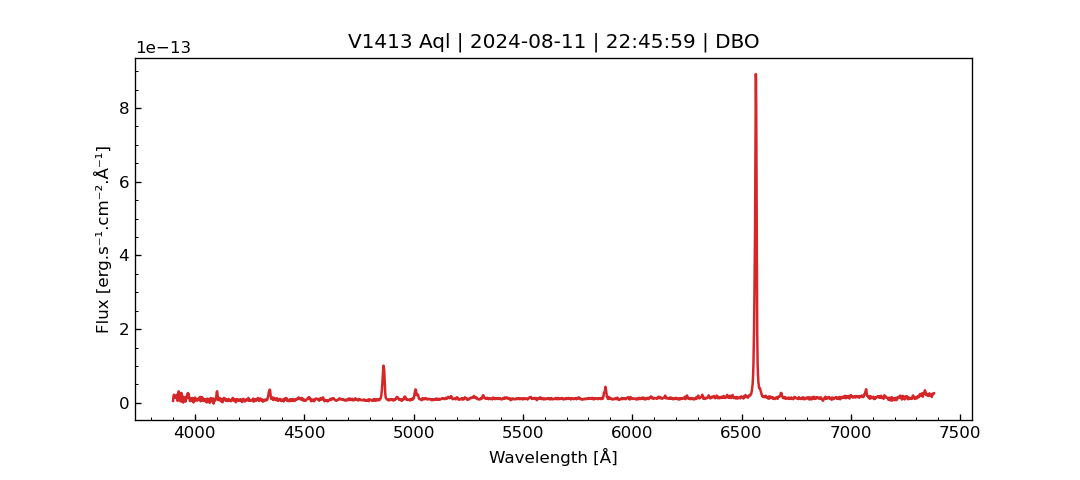 V1413 Aql | 2024-08-11 | 22:45:59 | DBO
1e−13
8
6
4
2
0
Flux [erg.s⁻¹.cm⁻².Å⁻¹]
4000 4500 5000 5500 6000 6500 7000 7500
Wavelength [Å]